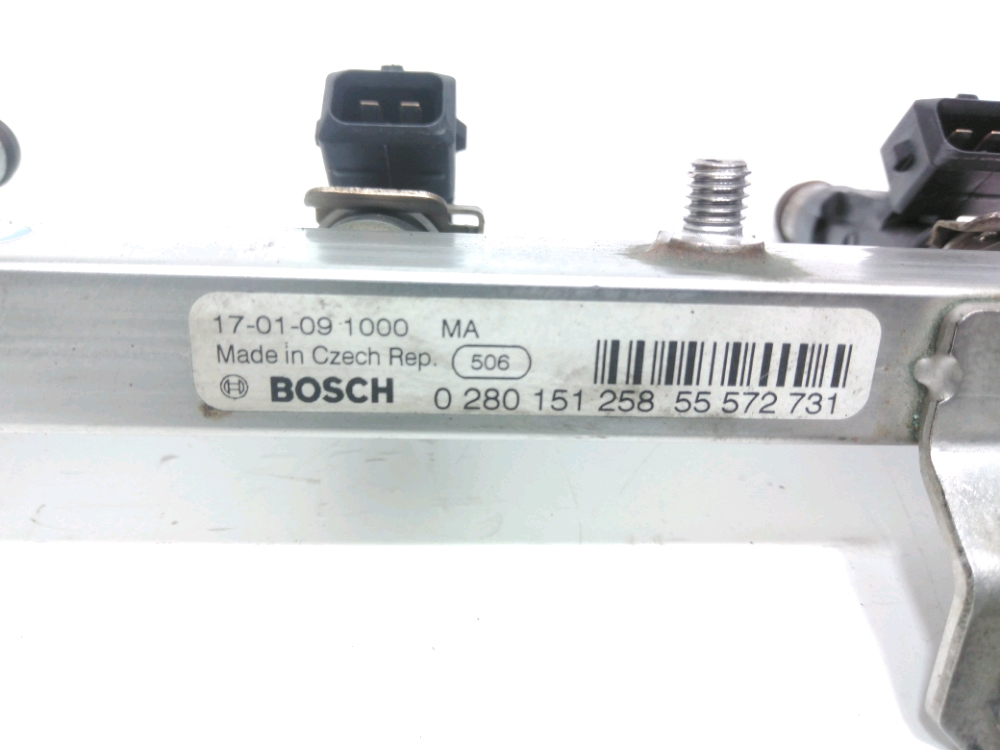 17-01-09 1000 MA
Made in Czech Rep. 506
BOSCH 0 280 151 258 55 572 731